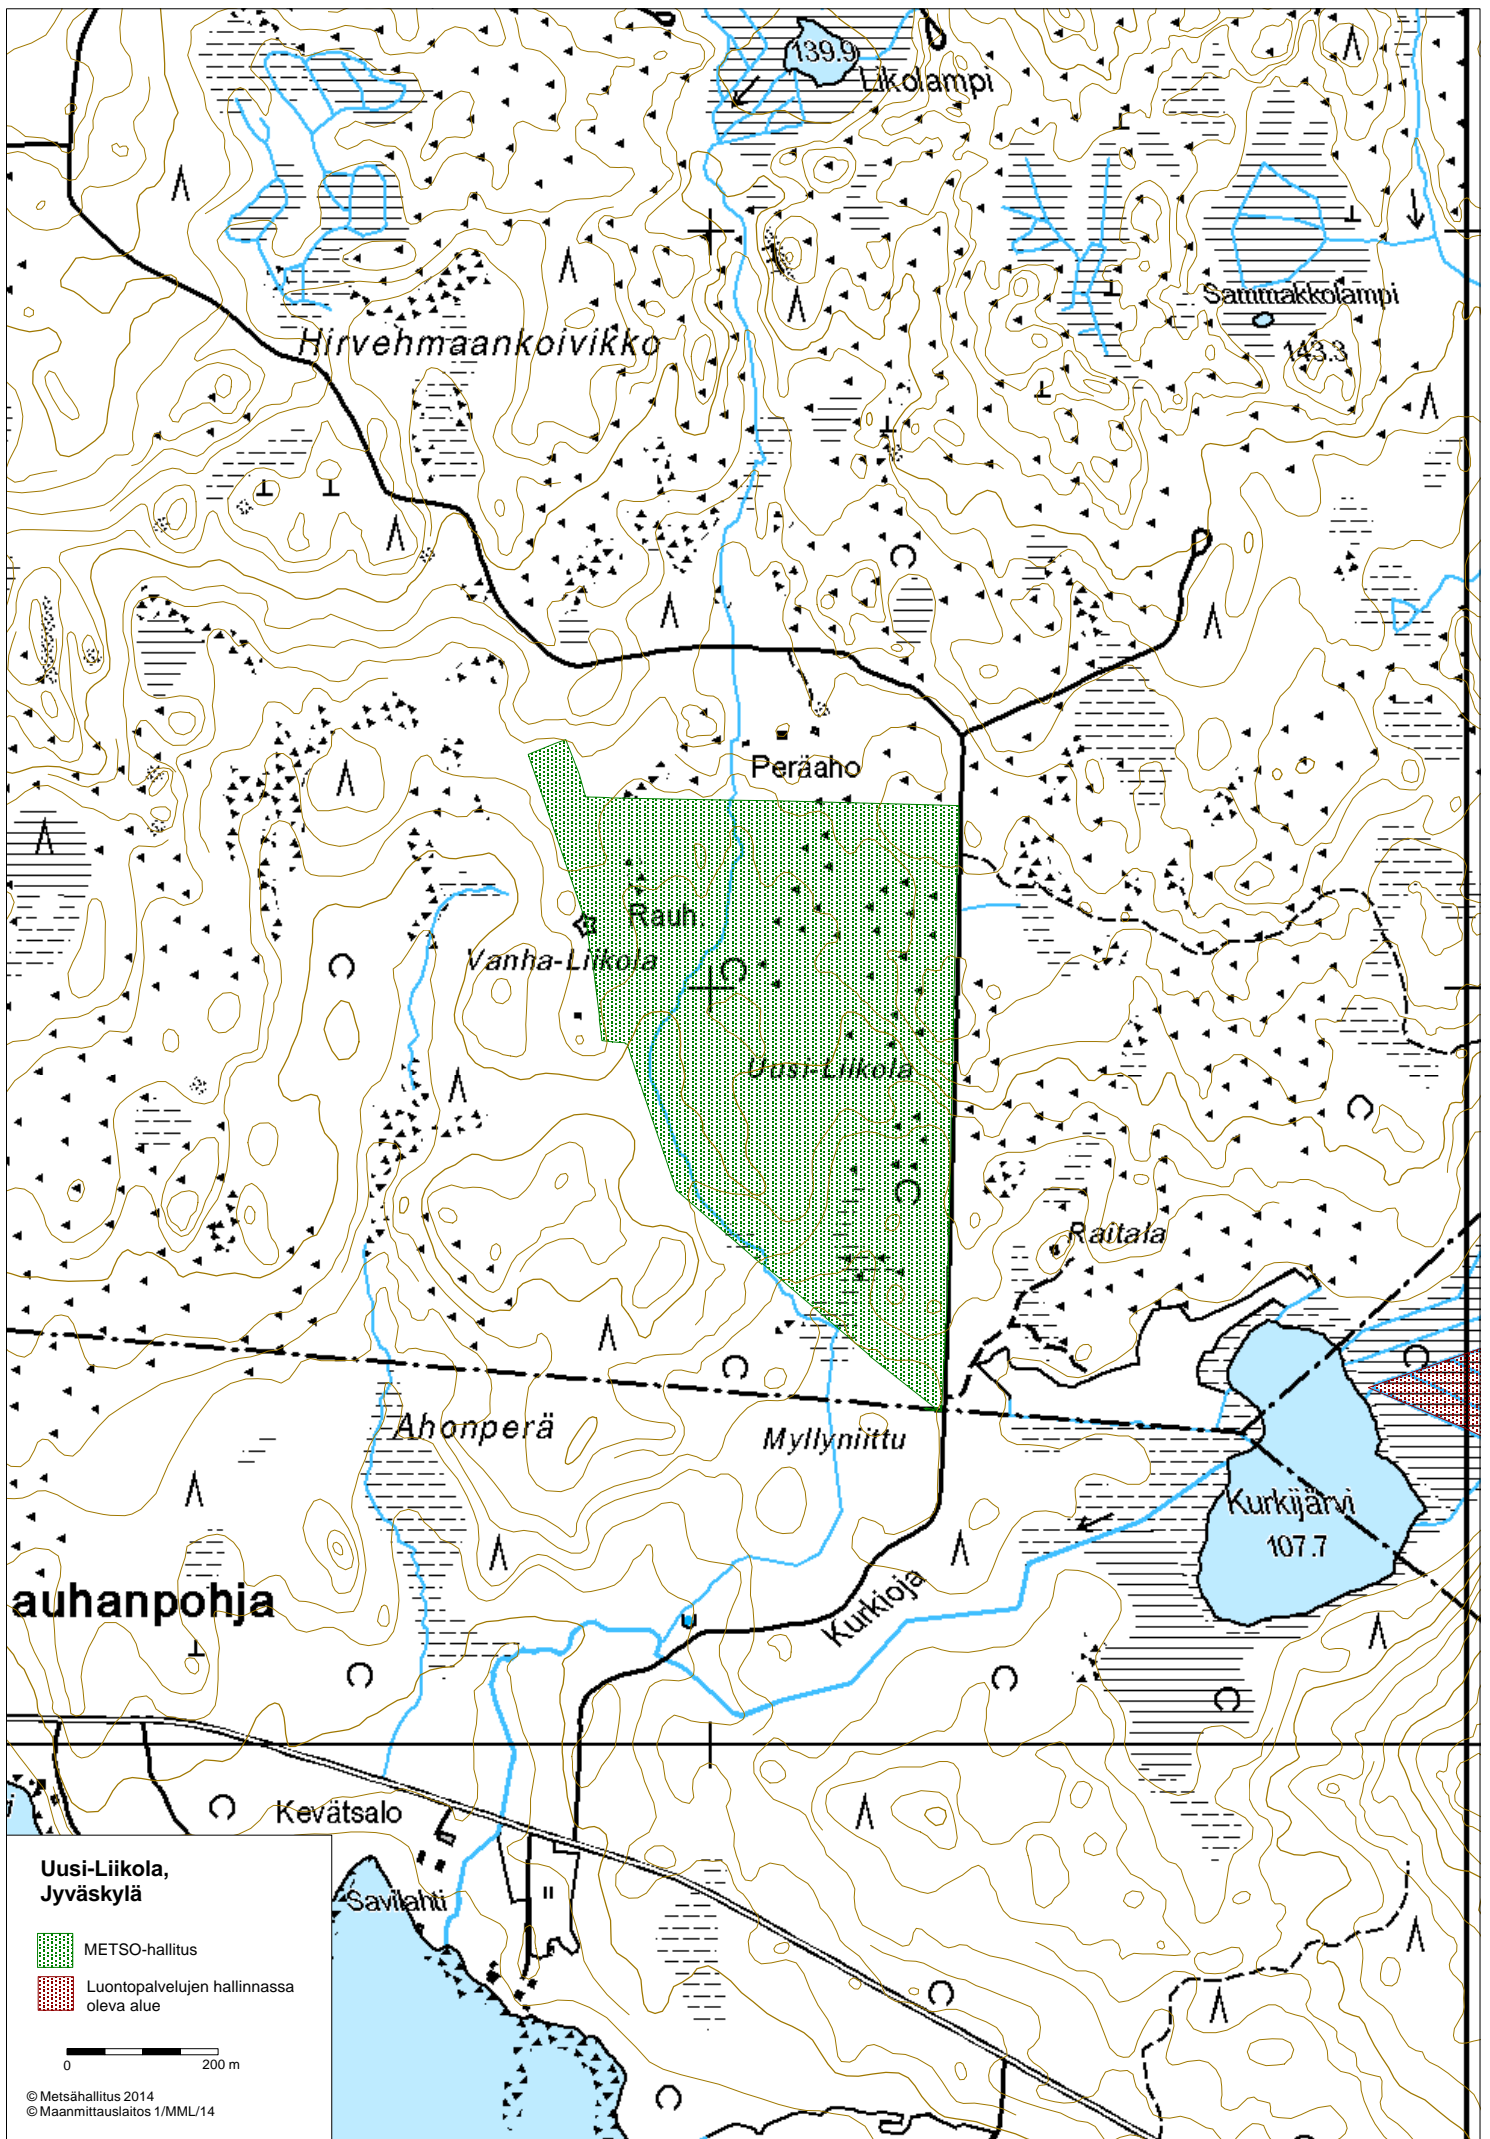 139.9
Likolampi
Sammakkolampi
143.3
Hirvehmaankoivikko
Peräaho
Rauh.
Vanha-Liikola
Uusi-Liikola
Raitala
Ahonperä
Myllyniittu
Kurkijärvi
107.7
auhanpohja
Kurkioja
Kevätsalo
Savilahti
Uusi-Liikola,
Jyväskylä
METSO-hallitus
Luontopalvelujen hallinnassa
oleva alue
0 200 m
© Metsähallitus 2014
© Maanmittauslaitos 1/MML/14